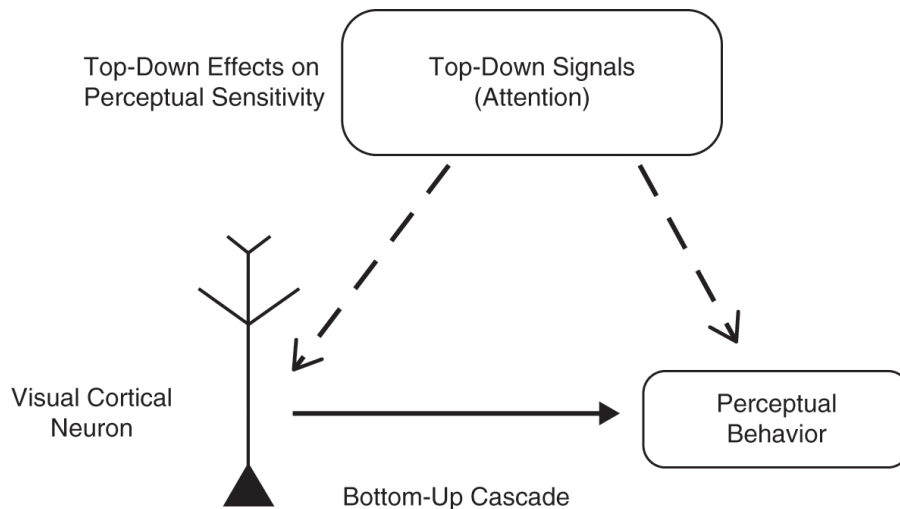 Top-Down Effects on
Perceptual Sensitivity
Top-Down Signals
(Attention)
Visual Cortical
Neuron
Perceptual
Behavior
Bottom-Up Cascade